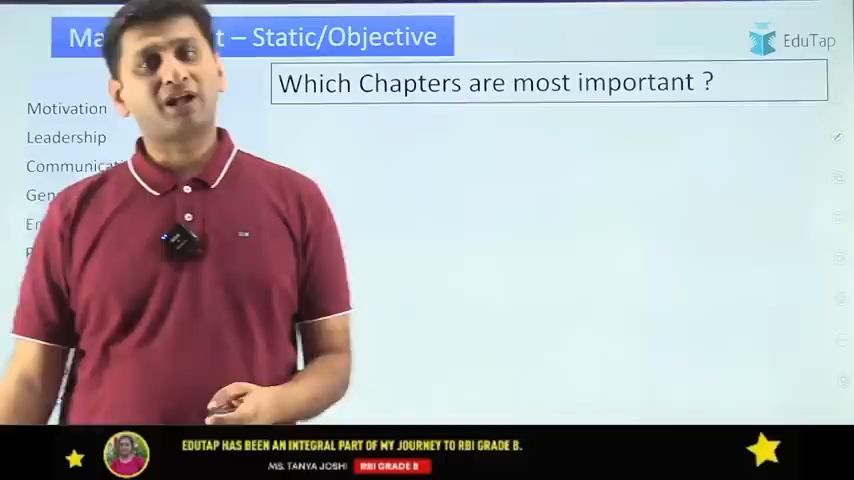 t – Static/Objective
EduTap
Which Chapters are most important ?
Motivation
Leadership
EDUTAP HAS BEEN AN INTEGRAL PART OF MY JOURNEY TO RBI GRADE B.
MS. TANYA JOSHI RBI GRADE B